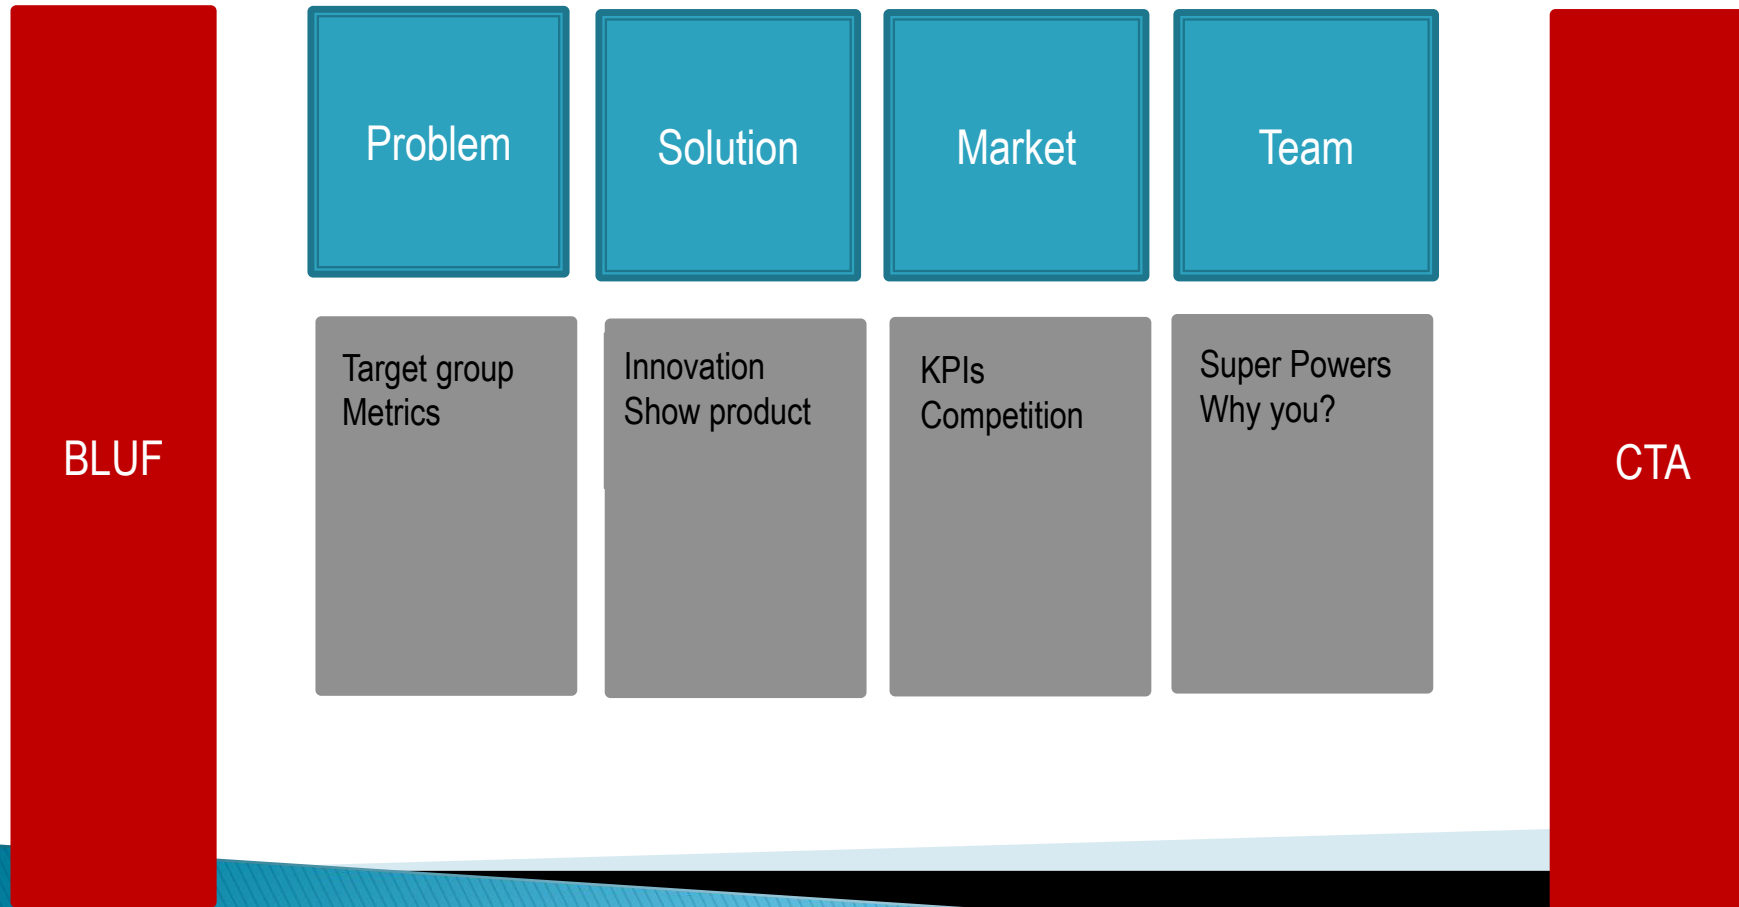 BLUF
Problem
Target group
Metrics
Solution
Innovation
Show product
Market
KPIs
Competition
Team
Super Powers
Why you?
CTA